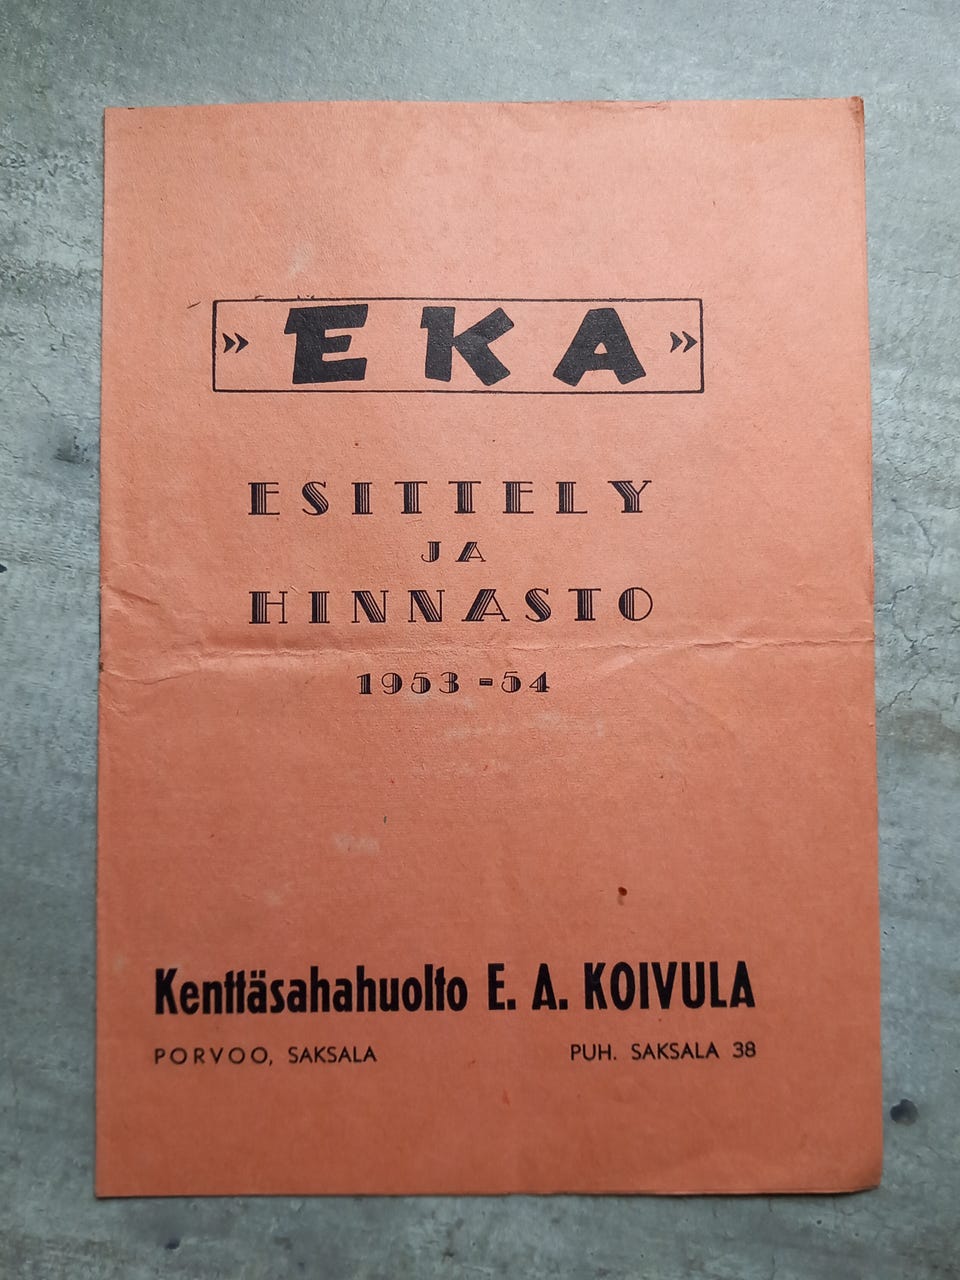 »EKA»
ESITTELY
JA
HINNASTO
1953-54
Kenttäsahahuolto E. A. KOIVULA
PORVOO, SAKSALA PUH. SAKSALA 38